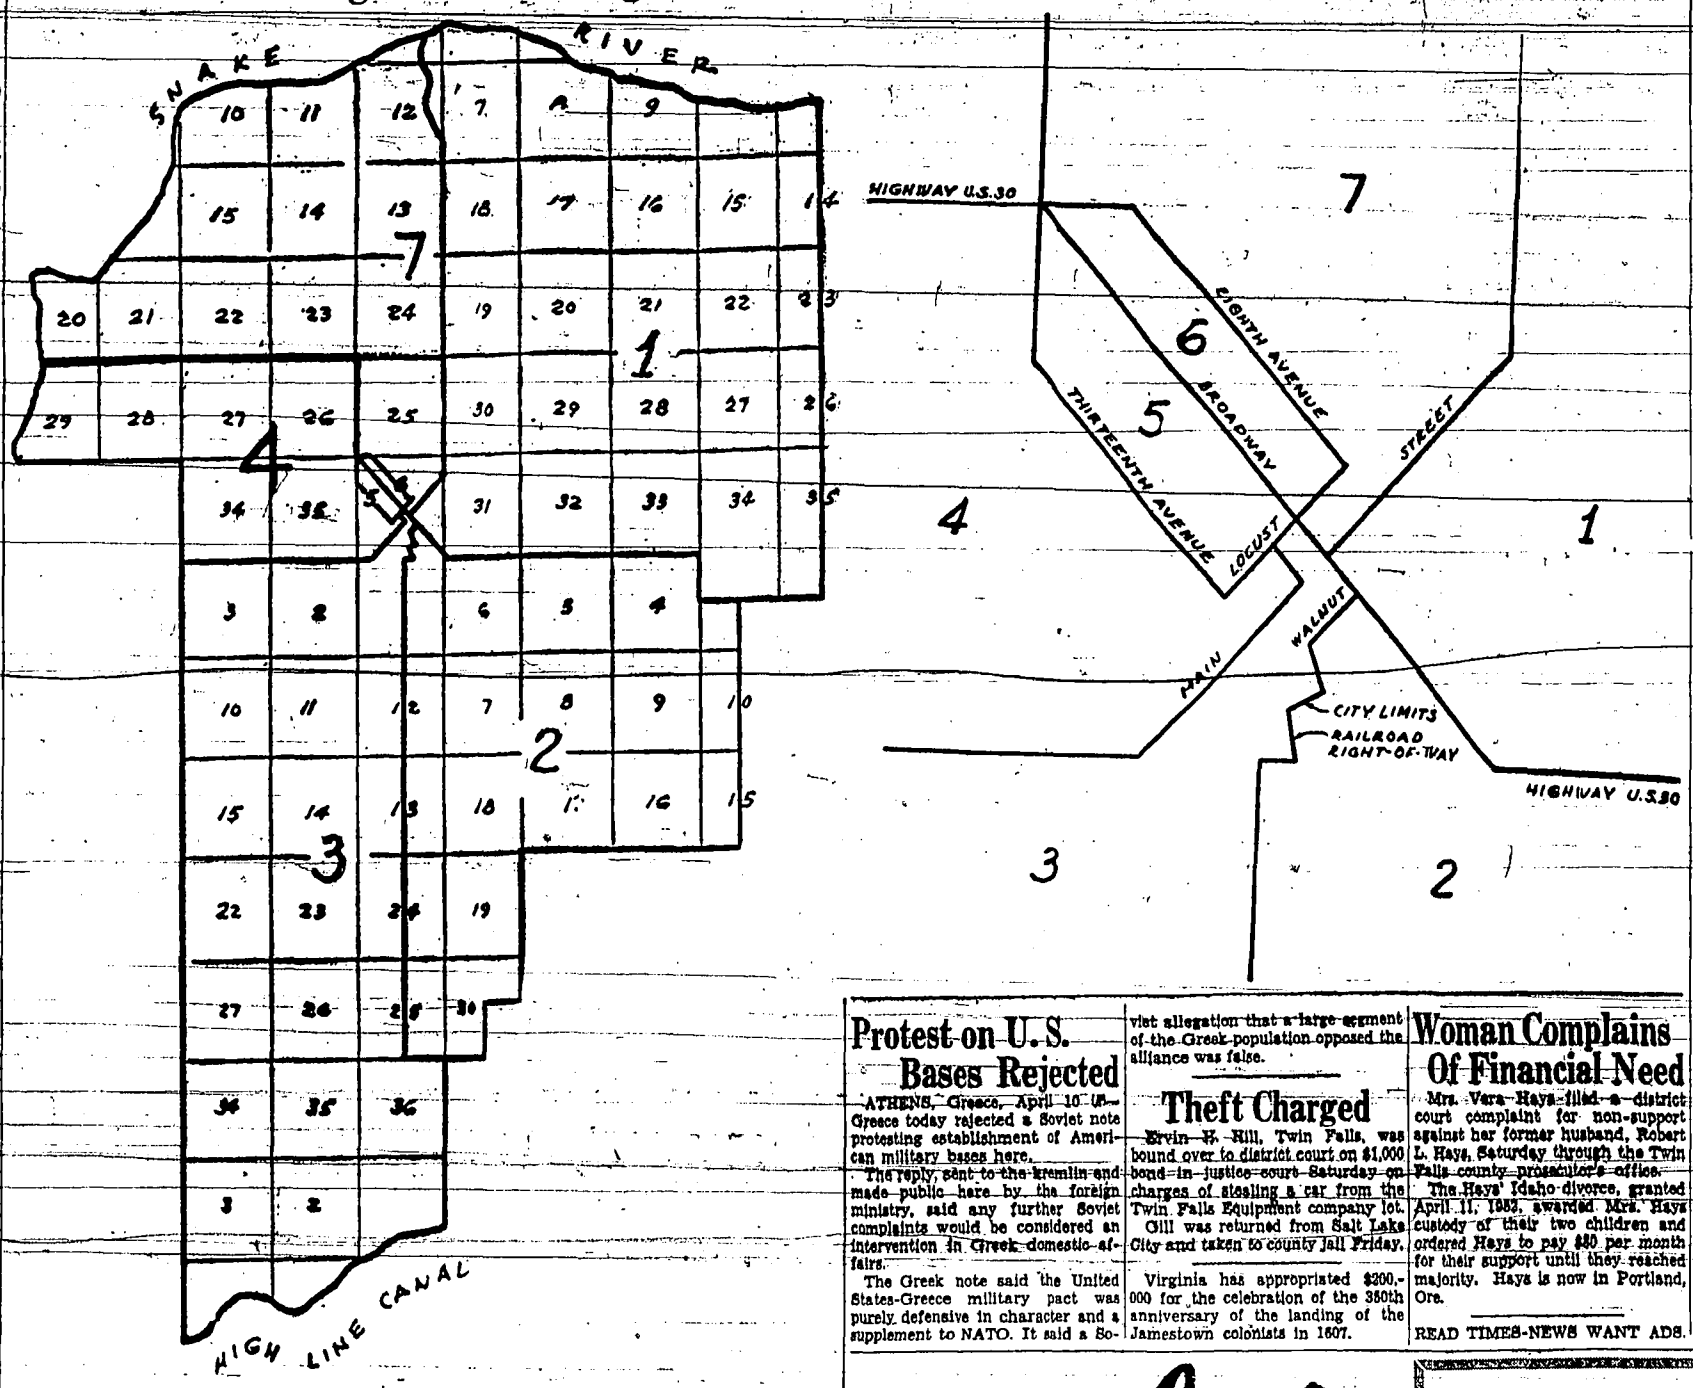 SNAKE RIVER
10 11 12 7 9
15 14 13 18 17 16 15 14
7
20 21 22 23 24 19 20 21 22 23
1
29 28 27 26 25 30 29 28 27 26
4
34 35 5 6 31 32 33 34 35
3 2 6 5 4
10 11 12 7 8 9 10
2
15 14 13 18 16 15
3
22 23 24 19
27 26 25 30
34 35 36
3 2
HIGH LINE CANAL
HIGHWAY U.S.30
7
EIGHTH AVENUE
6
BROADWAY
5
THIRTEENTH AVENUE
STREET
4
LOCUST
1
WALNUT
MAIN
CITY LIMITS
RAILROAD
RIGHT-OF-WAY
HIGHWAY U.S.30
3
2
Protest on U. S.
Bases Rejected
ATHENS, Greece, April 10
Greece today rejected a Soviet note
protesting establishment of Ameri-
can military bases here.
The reply, sent to the kremlin and
made public here by the foreign
ministry, said any further Soviet
complaints would be considered an
intervention in Greek domestic af-
fairs.
The Greek note said the United
States-Greece military pact was
purely defensive in character and a
supplement to NATO. It said a So-
viet allegation that a large segment
of the Greek population opposed the
alliance was false.
Theft Charged
Ervin H. Hill, Twin Falls, was
bound over to district court on $1,000
bond in justice court Saturday on
charges of stealing a car from the
Twin Falls Equipment company lot.
Gill was returned from Salt Lake
City and taken to county jail Friday.
Virginia has appropriated $200,-
000 for the celebration of the 350th
anniversary of the landing of the
Jamestown colonists in 1607.
Woman Complains
Of Financial Need
Mrs. Vera Hays filed a district
court complaint for non-support
against her former husband, Robert
L. Hays, Saturday through the Twin
Falls county prosecutor's office.
The Hays' Idaho divorce, granted
April 11, awarded Mrs. Hays
custody of their two children and
ordered Hays to pay per month
for their support until they reached
majority. Hays is now in Portland,
Ore.
READ TIMES-NEWS WANT ADS.